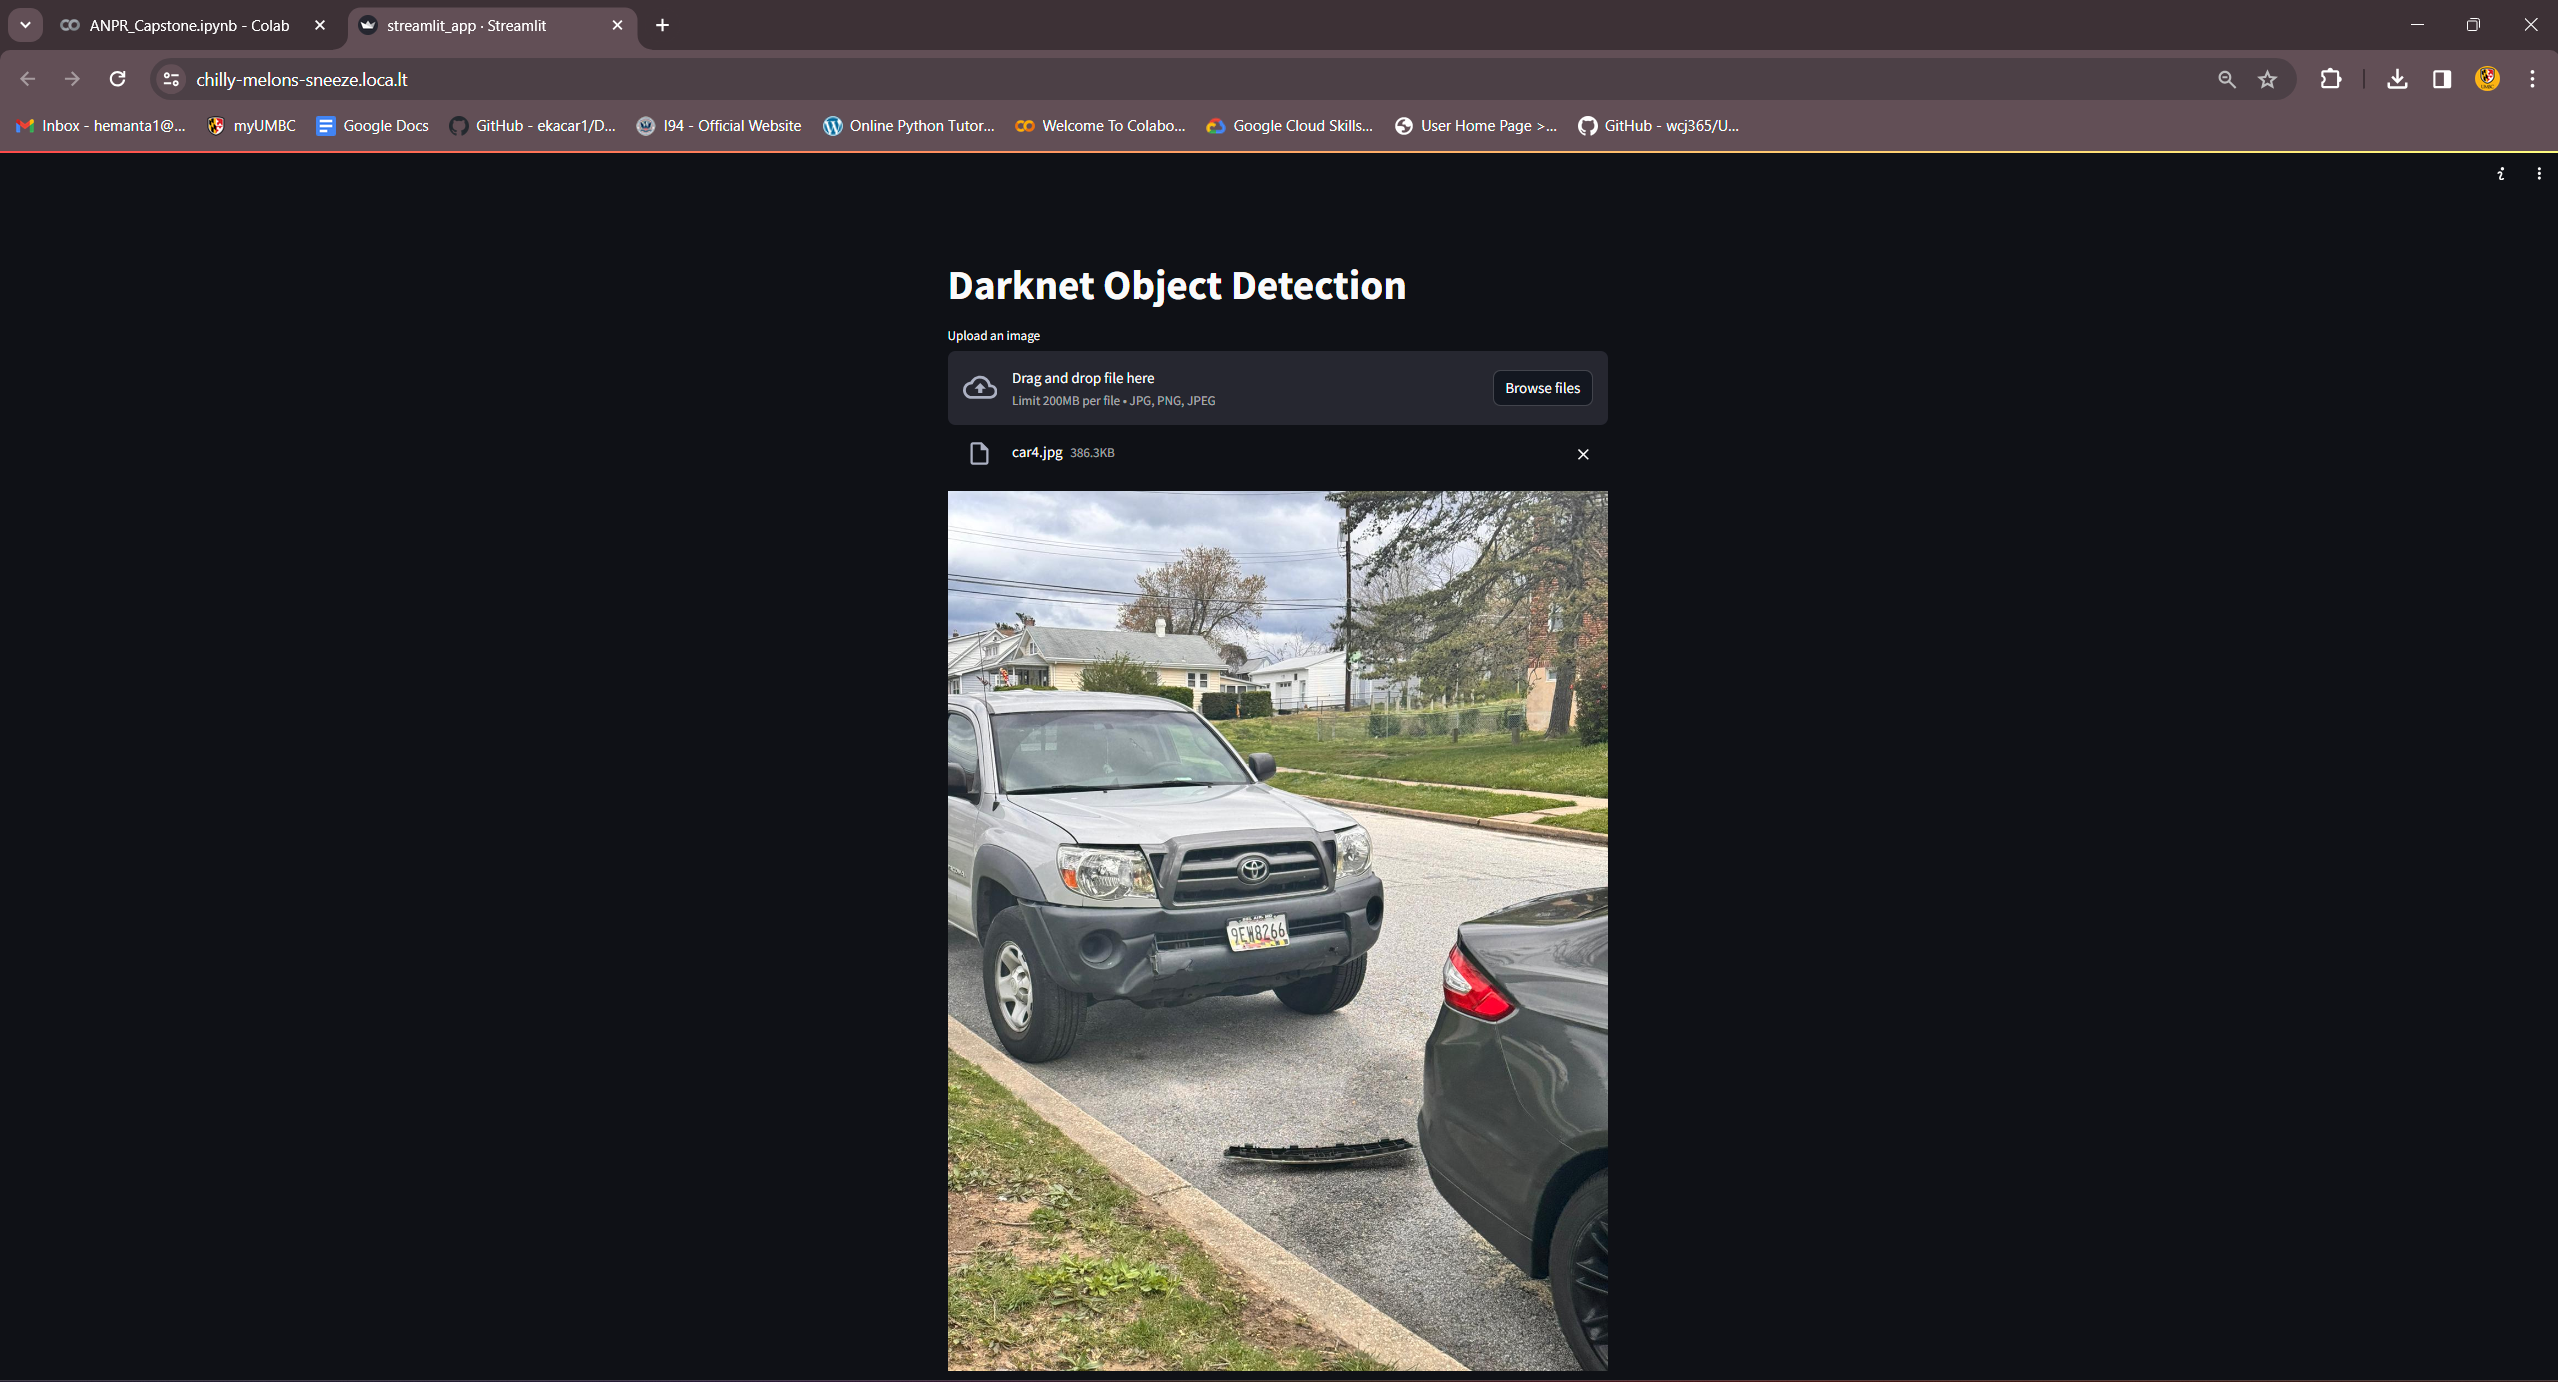 ANPR_Capstone.ipynb - Colab
streamlit_app · Streamlit
chilly-melons-sneeze.loca.lt
Inbox - hemanta1@...
myUMBC
Google Docs
GitHub - ekacar1/D...
I94 - Official Website
Online Python Tutor...
Welcome To Colabo...
Google Cloud Skills...
User Home Page >...
GitHub - wcj365/U...
Darknet Object Detection
Upload an image
Drag and drop file here
Limit 200MB per file • JPG, PNG, JPEG
Browse files
car4.jpg 386.3KB
9EW8266